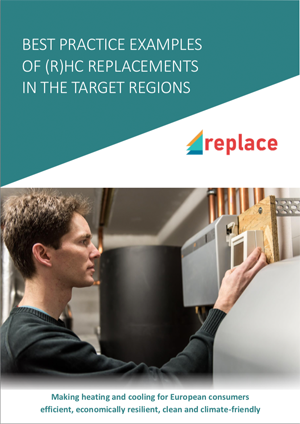 BEST PRACTICE EXAMPLES
OF (R)HC REPLACEMENTS
IN THE TARGET REGIONS
replace
Making heating and cooling for European consumers
efficient, economically resilient, clean and climate-friendly